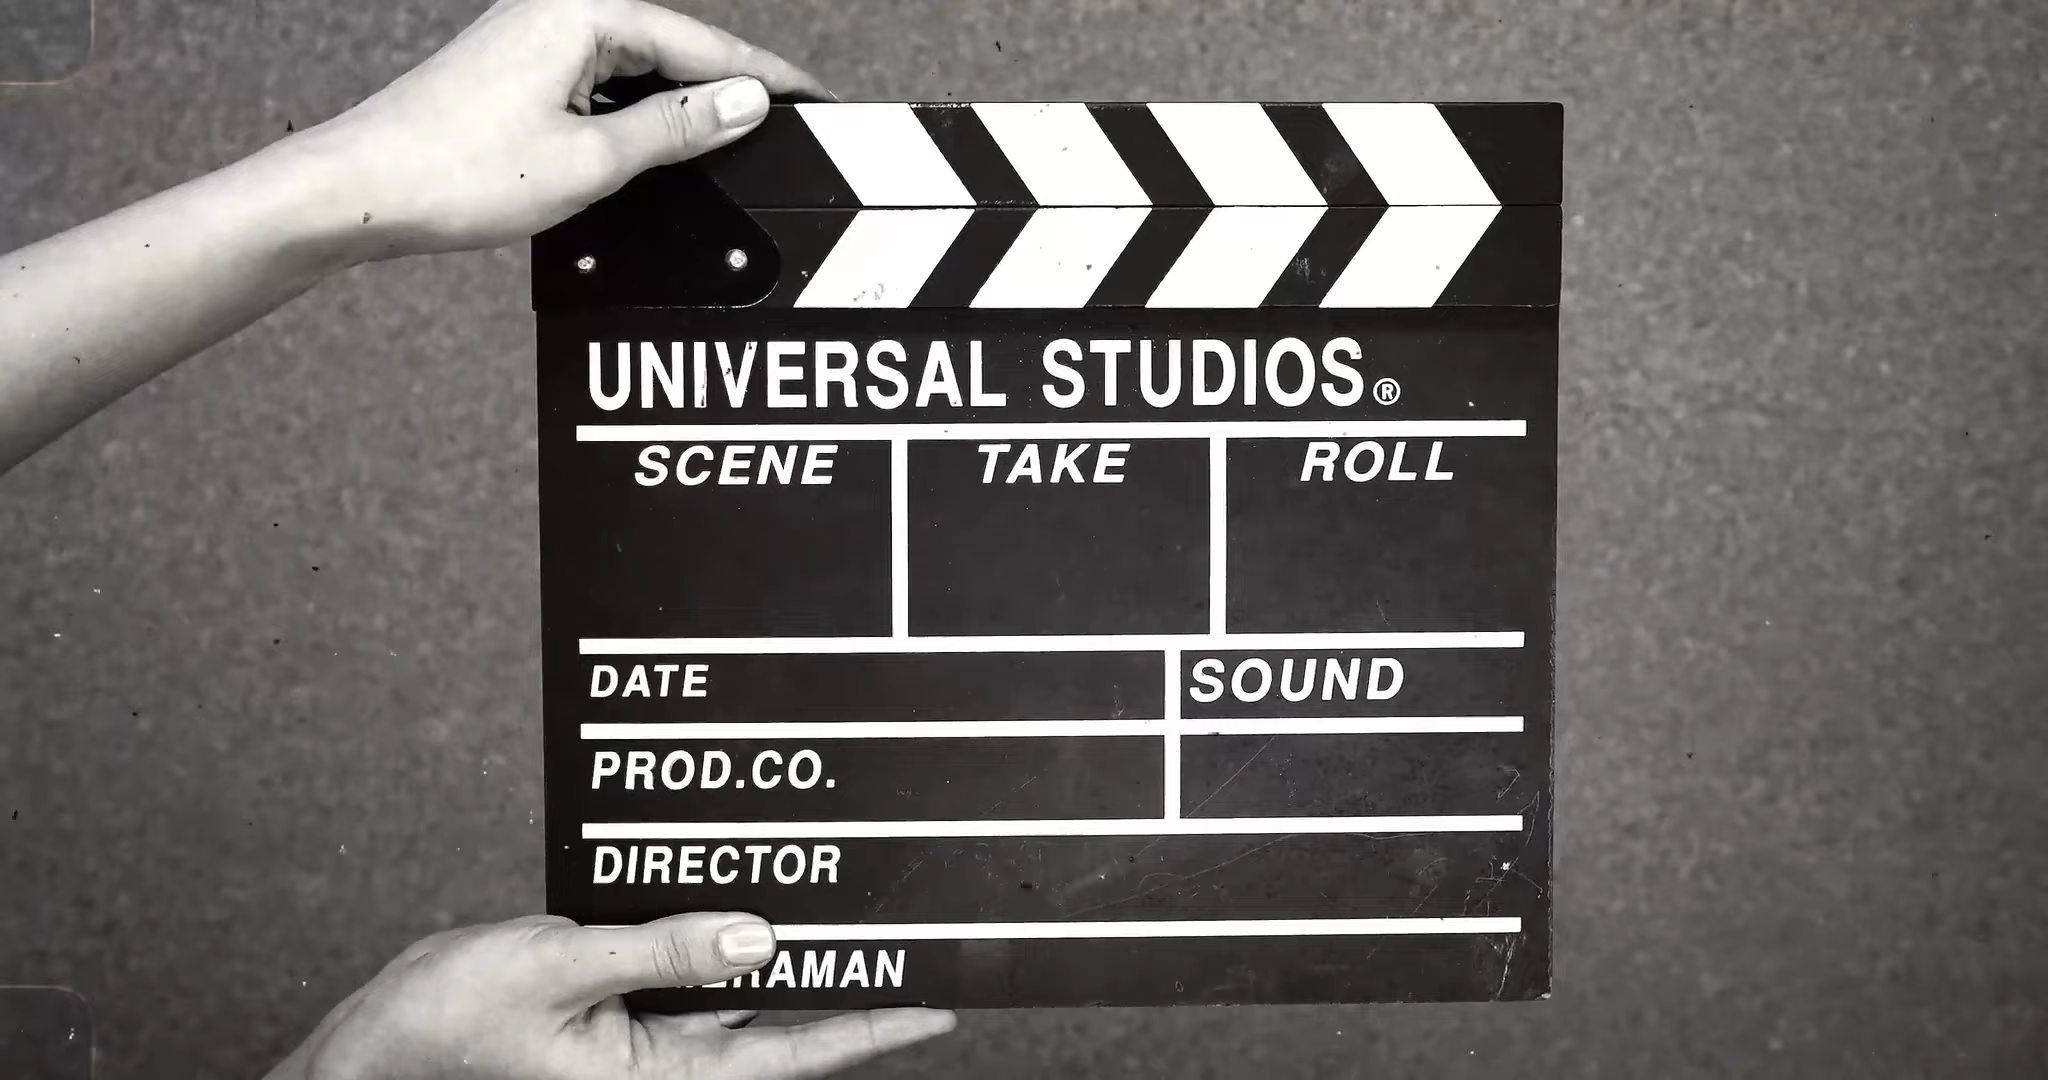 UNIVERSAL STUDIOS®
SCENE TAKE ROLL
DATE SOUND
PROD.CO.
DIRECTOR